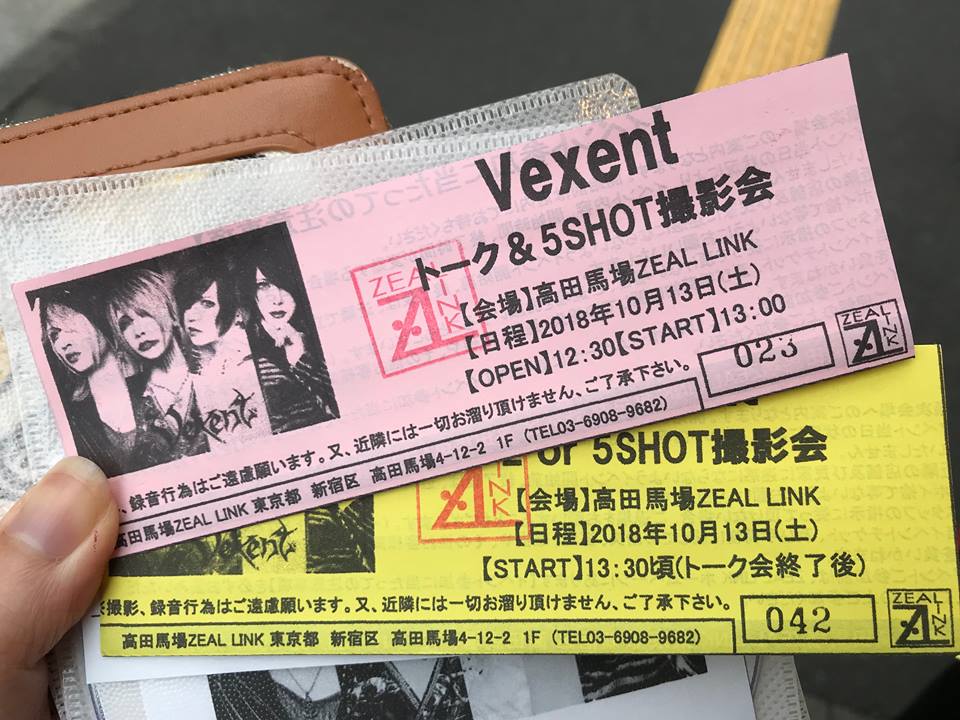 Vexent
トーク&5SHOT撮影会
【会場】高田馬場ZEAL LINK
【日程】2018年10月13日(土)
【OPEN】12:30【START】13:00
023
ZEAL LINK
ZEAL LINK
Vexent
、録音行為はご遠慮願います。又、近隣には一切お溜り頂けません、ご了承下さい。
高田馬場ZEAL LINK 東京都 新宿区 高田馬場4-12-2 1F (TEL03-6908-9682)
or 5SHOT撮影会
【会場】高田馬場ZEAL LINK
【日程】2018年10月13日(土)
【START】13:30頃(トーク会終了後)
Vexent
撮影、録音行為はご遠慮願います。又、近隣には一切お溜り頂けません、ご了承下さい。
高田馬場ZEAL LINK 東京都 新宿区 高田馬場4-12-2 1F (TEL03-6908-9682)
042
ZEAL LINK